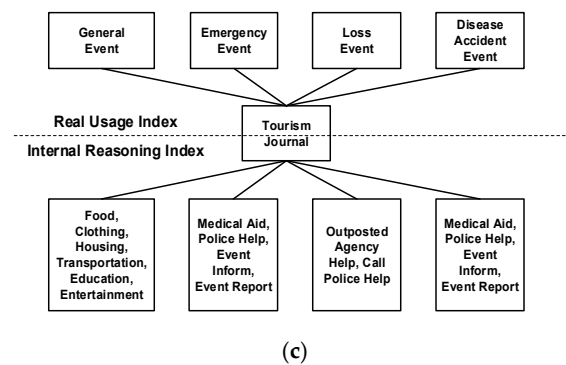 General
Event
Emergency
Event
Loss
Event
Disease
Accident
Event
Real Usage Index
Tourism
Journal
Internal Reasoning Index
Food,
Clothing,
Housing,
Transportation,
Education,
Entertainment
Medical Aid,
Police Help,
Event
Inform,
Event Report
Outposted
Agency
Help, Call
Police Help
Medical Aid,
Police Help,
Event
Inform,
Event Report
(c)